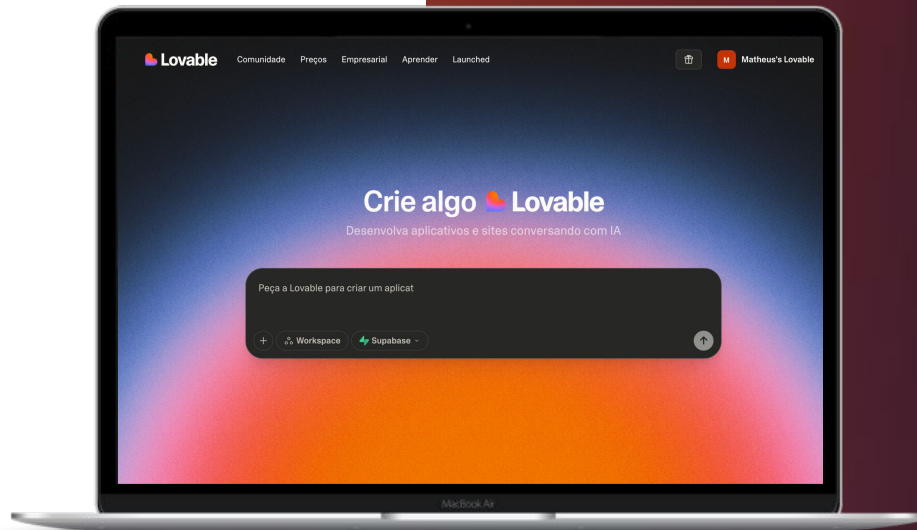 Lovable Comunidade Preços Empresarial Aprender Launched M Matheus's Lovable
Crie algo Lovable
Desenvolva aplicativos e sites conversando com IA
Peça a Lovable para criar um aplicat
Workspace Supabase
MacBook Air